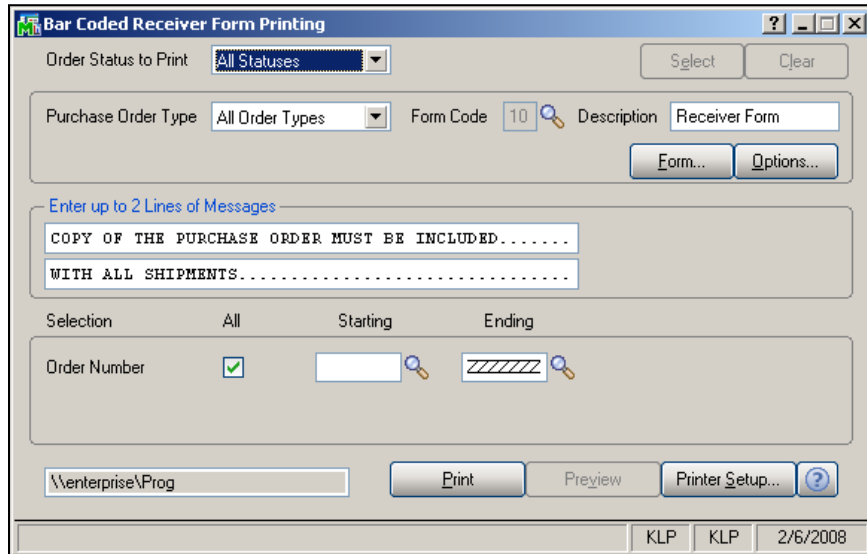 Bar Coded Receiver Form Printing
Order Status to Print All Statuses Select Clear
Purchase Order Type All Order Types Form Code 10 Description Receiver Form
Form... Options...
Enter up to 2 Lines of Messages
COPY OF THE PURCHASE ORDER MUST BE INCLUDED.......
WITH ALL SHIPMENTS.................................
Selection All Starting Ending
Order Number ZZZZZZZ
\\enterprise\Prog Print Preview Printer Setup...
KLP KLP 2/6/2008